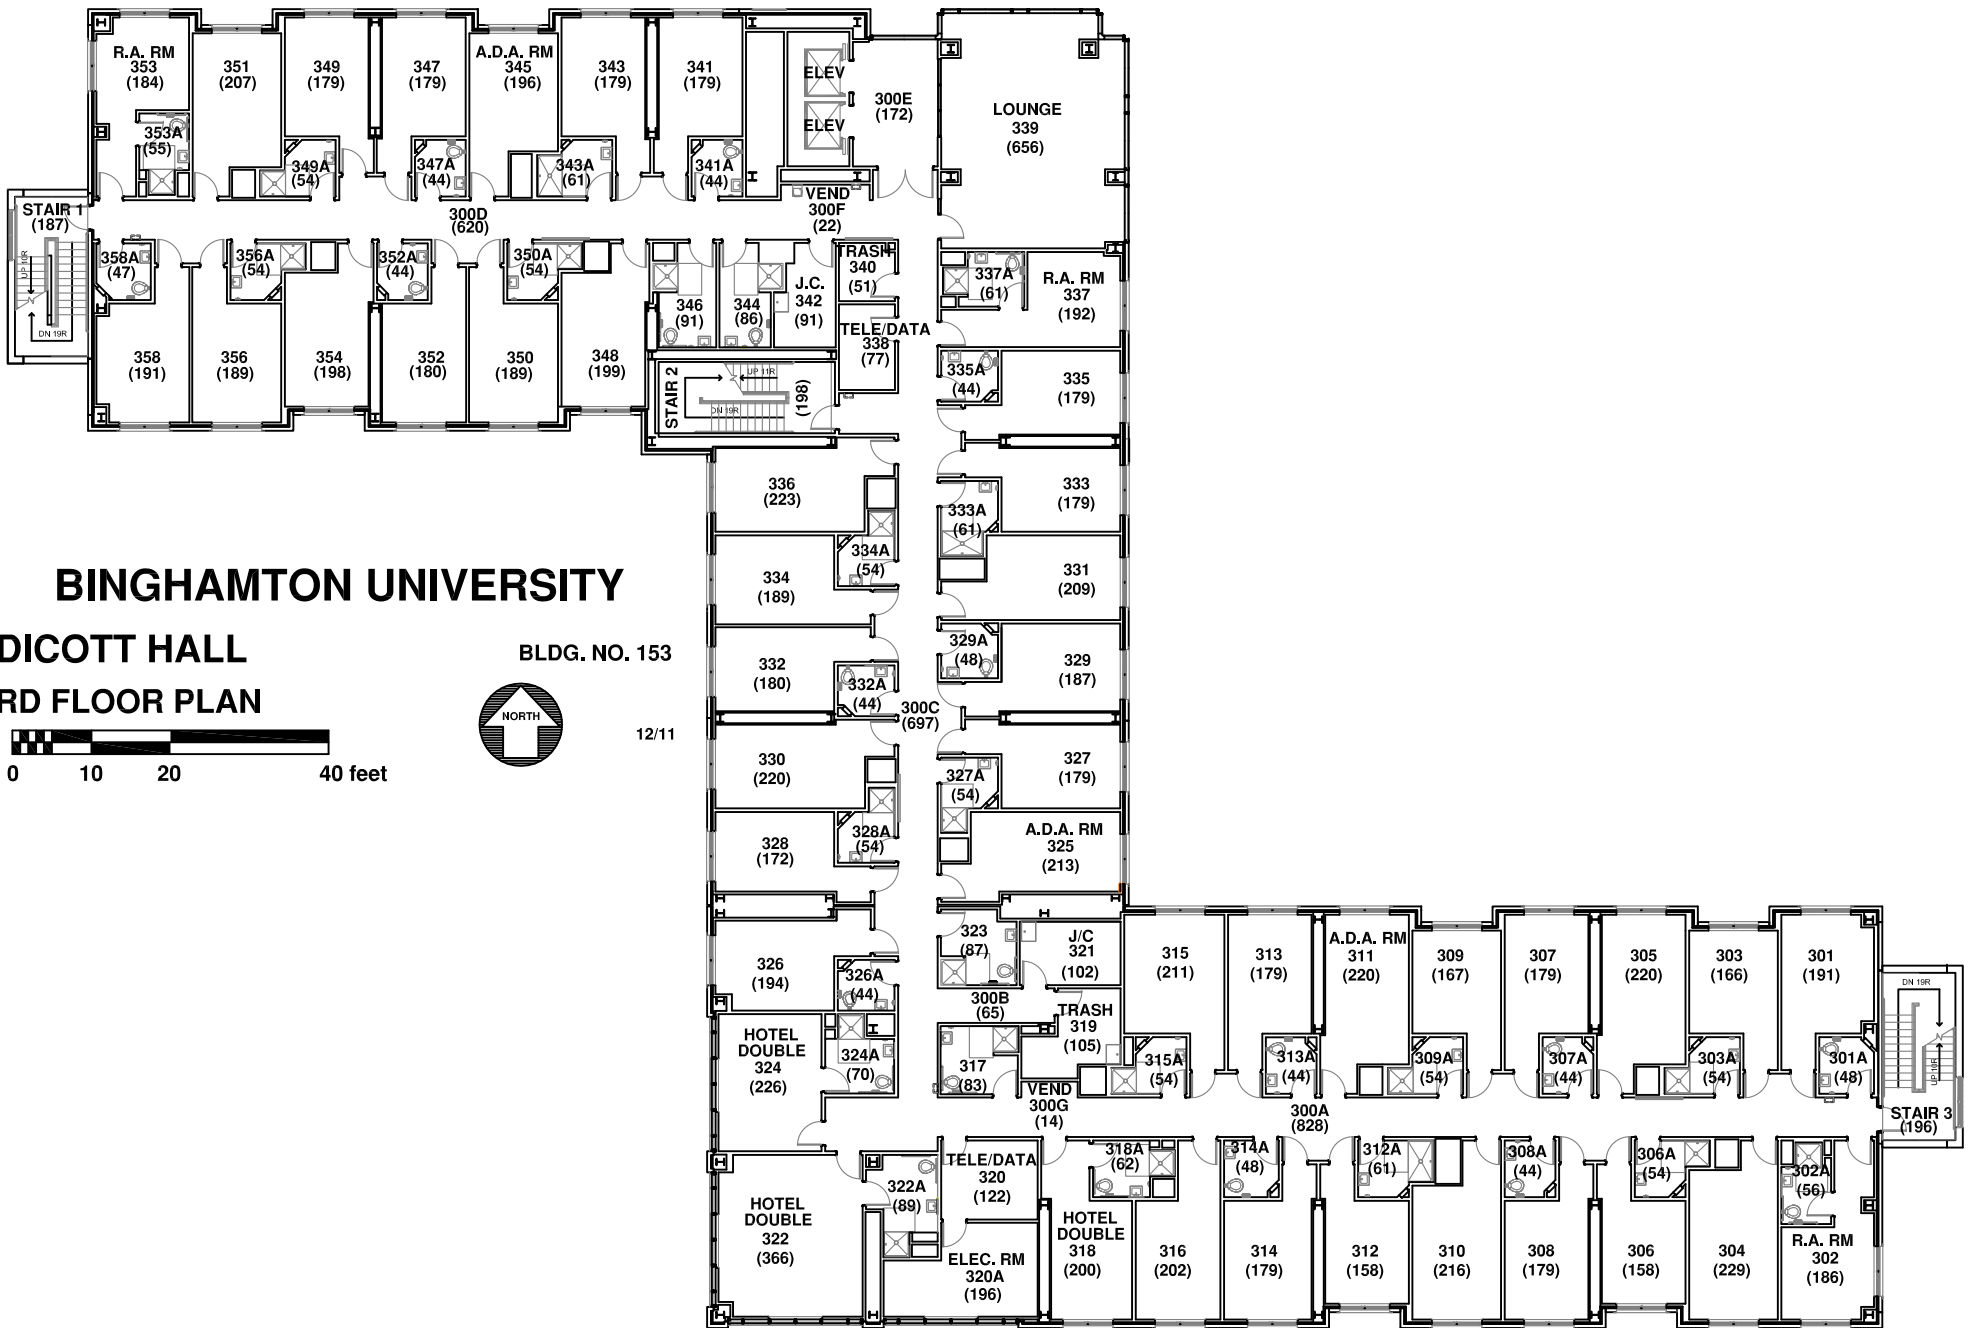 R.A. RM
353
(184)
351
(207)
349
(179)
347
(179)
A.D.A. RM
345
(196)
343
(179)
341
(179)
ELEV
ELEV
300E
(172)
LOUNGE
339
(656)
353A
(55)
349A
(54)
347A
(44)
343A
(61)
341A
(44)
STAIR 1
(187)
UP 10R
DN 19R
300D
(620)
VEND
300F
(22)
358A
(47)
356A
(54)
352A
(44)
350A
(54)
346
(91)
344
(86)
J.C.
342
(91)
TRASH
340
(51)
TELE/DATA
338
(77)
337A
(61)
R.A. RM
337
(192)
358
(191)
356
(189)
354
(198)
352
(180)
350
(189)
348
(199)
STAIR 2
UP 11R
DN 19R
(198)
335A
(44)
335
(179)
336
(223)
333A
(61)
333
(179)
334A
(54)
334
(189)
331
(209)
BINGHAMTON UNIVERSITY
DICOTT HALL
BLDG. NO. 153
RD FLOOR PLAN
NORTH
12/11
0 10 20 40 feet
332
(180)
332A
(44)
329A
(48)
329
(187)
300C
(697)
330
(220)
327A
(54)
327
(179)
328
(172)
328A
(54)
A.D.A. RM
325
(213)
326
(194)
326A
(44)
323
(87)
J/C
321
(102)
300B
(65)
TRASH
319
(105)
315
(211)
313
(179)
A.D.A. RM
311
(220)
309
(167)
307
(179)
305
(220)
303
(166)
301
(191)
DN 19R
UP 10R
HOTEL
DOUBLE
324
(226)
324A
(70)
317
(83)
VEND
300G
(14)
315A
(54)
313A
(44)
309A
(54)
307A
(44)
303A
(54)
301A
(48)
300A
(828)
STAIR 3
(196)
HOTEL
DOUBLE
322
(366)
322A
(89)
TELE/DATA
320
(122)
ELEC. RM
320A
(196)
318A
(62)
314A
(48)
312A
(61)
308A
(44)
306A
(54)
302A
(56)
HOTEL
DOUBLE
318
(200)
316
(202)
314
(179)
312
(158)
310
(216)
308
(179)
306
(158)
304
(229)
R.A. RM
302
(186)